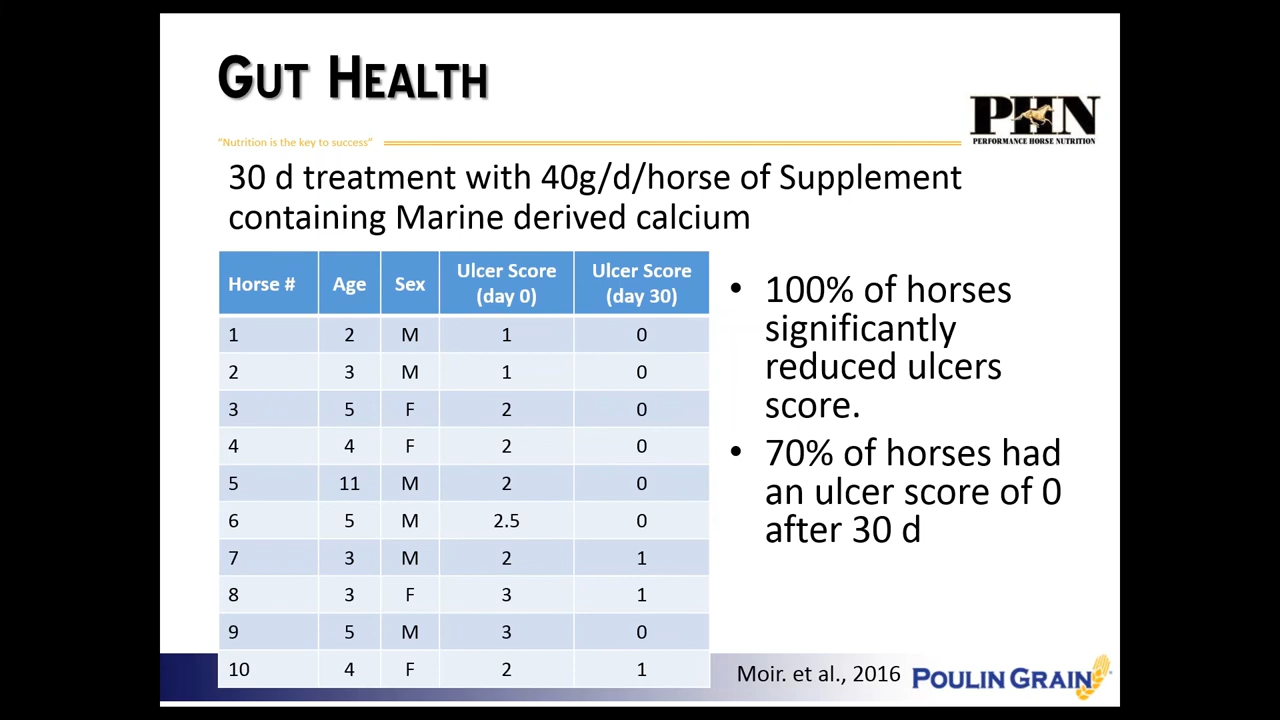 GUT HEALTH
PHN
PERFORMANCE HORSE NUTRITION
"Nutrition is the key to success"
30 d treatment with 40g/d/horse of Supplement
containing Marine derived calcium
Horse # Age Sex Ulcer Score (day 0) Ulcer Score (day 30)
1 2 M 1 0
2 3 M 1 0
3 5 F 2 0
4 4 F 2 0
5 11 M 2 0
6 5 M 2.5 0
7 3 M 2 1
8 3 F 3 1
9 5 M 3 0
10 4 F 2 1
• 100% of horses
significantly
reduced ulcers
score.
• 70% of horses had
an ulcer score of 0
after 30 d
Moir. et al., 2016
POULIN GRAIN